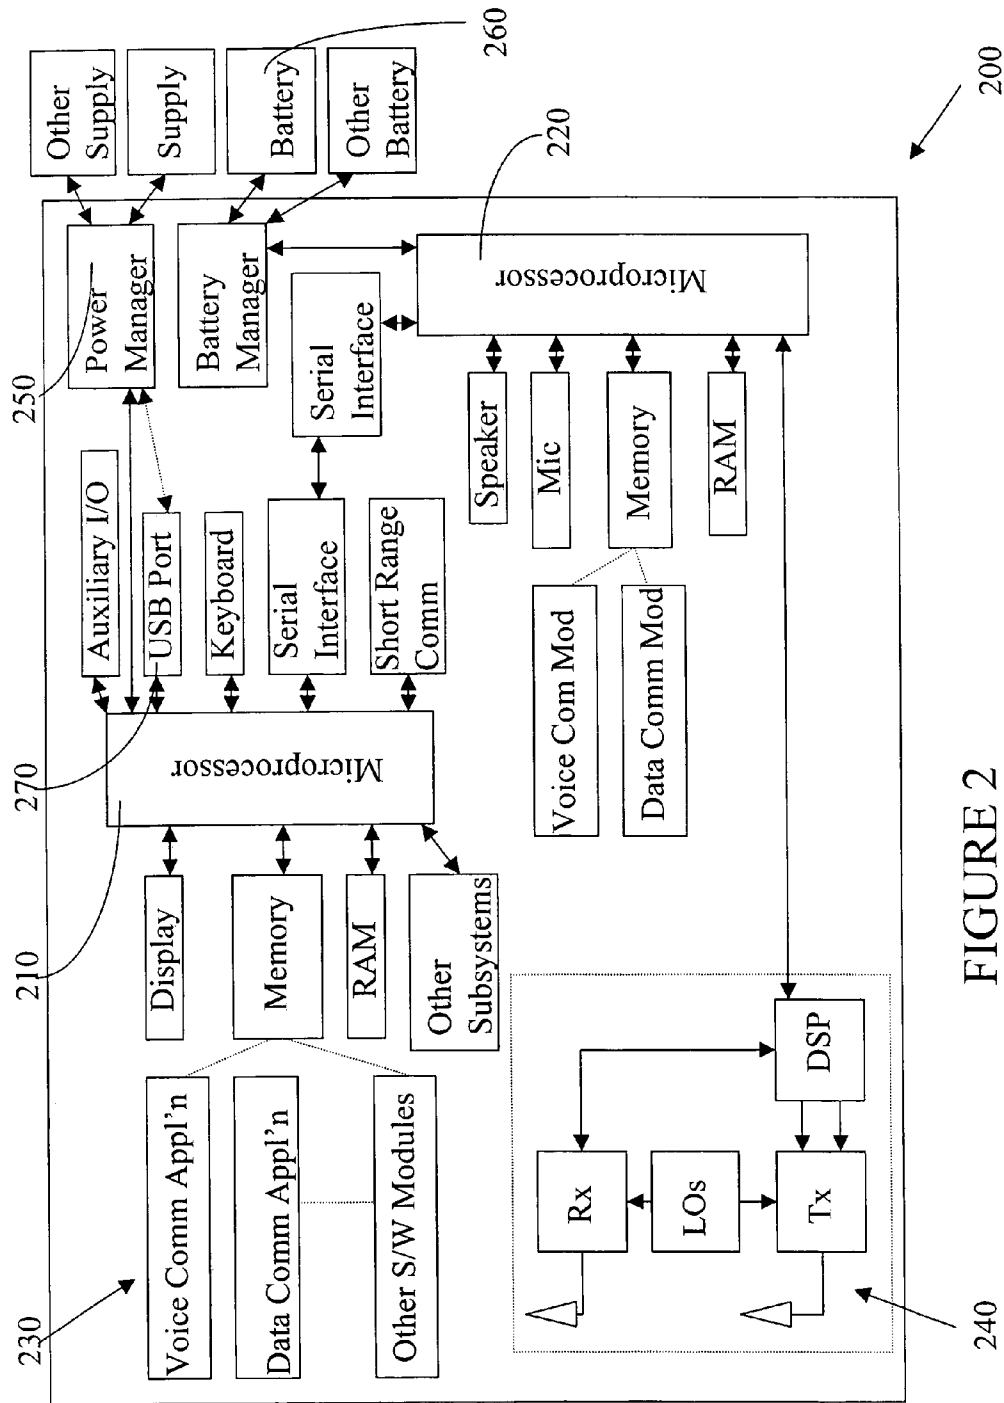 230
Voice Comm Appl'n
Data Comm Appl'n
Other S/W Modules
210
Display
Memory
RAM
Other
Subsystems
270
Microprocessor
Auxiliary I/O
USB Port
Keyboard
Serial
Interface
Short Range
Comm
250
Power
Manager
Battery
Manager
Serial
Interface
Other
Supply
Supply
Battery
Other
Battery
260
220
Microprocessor
Speaker
Mic
Memory
RAM
Voice Com Mod
Data Comm Mod
Rx
LOs
Tx
DSP
240
200
FIGURE 2